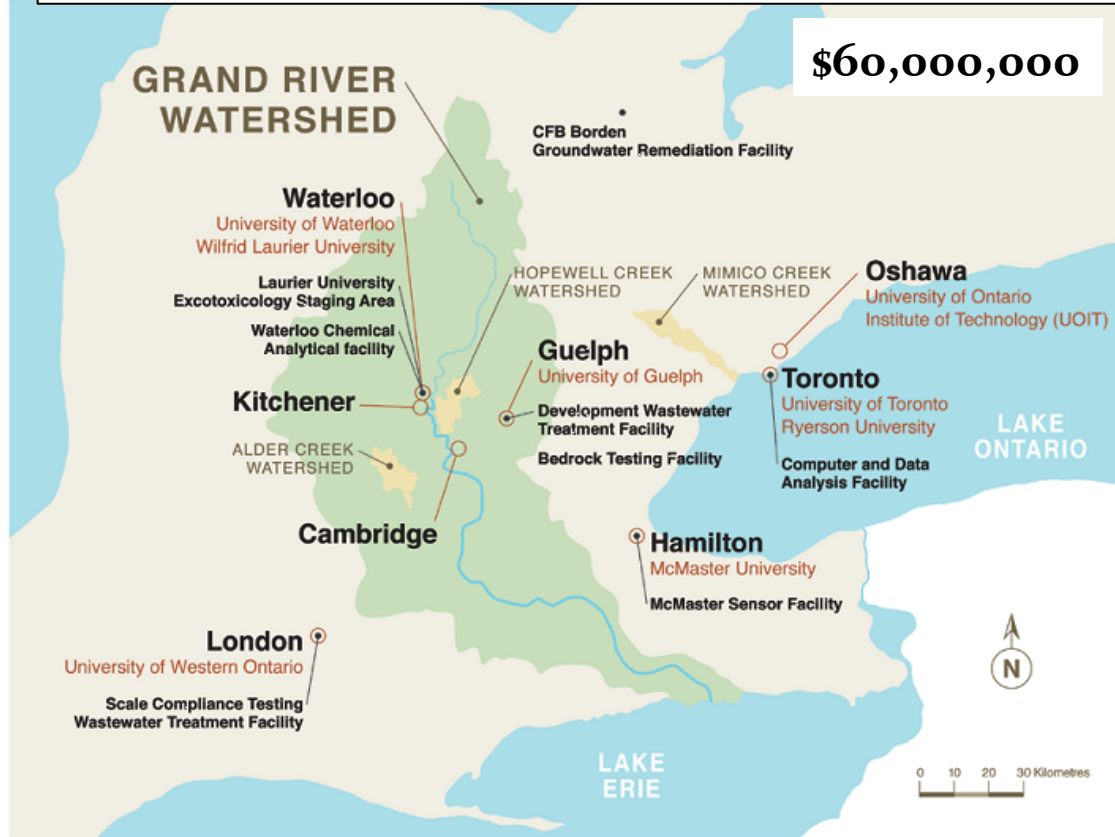 $60,000,000
GRAND RIVER
WATERSHED
CFB Borden
Groundwater Remediation Facility
Waterloo
University of Waterloo
Wilfrid Laurier University
Laurier University
Excotoxicology Staging Area
Waterloo Chemical
Analytical facility
HOPEWELL CREEK
WATERSHED
MIMICO CREEK
WATERSHED
Oshawa
University of Ontario
Institute of Technology (UOIT)
Guelph
University of Guelph
Development Wastewater
Treatment Facility
Bedrock Testing Facility
Kitchener
ALDER CREEK
WATERSHED
Toronto
University of Toronto
Ryerson University
Computer and Data
Analysis Facility
LAKE
ONTARIO
Cambridge
Hamilton
McMaster University
McMaster Sensor Facility
London
University of Western Ontario
Scale Compliance Testing
Wastewater Treatment Facility
N
LAKE
ERIE
0 10 20 30 Kilometres